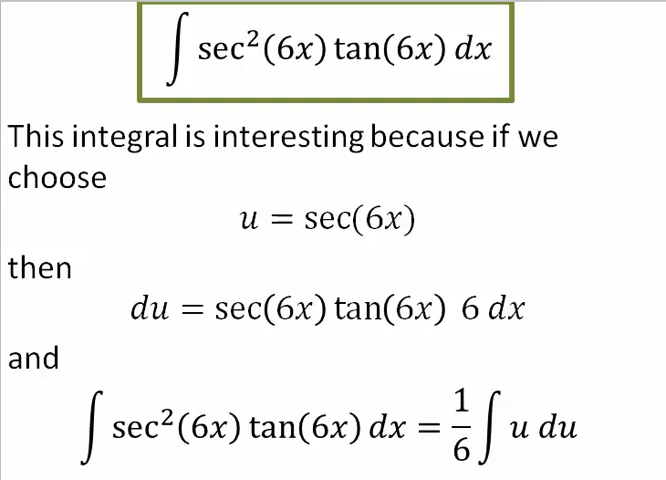 ∫ sec²(6x) tan(6x) dx
This integral is interesting because if we
choose
u = sec(6x)
then
du = sec(6x) tan(6x) 6 dx
and
∫ sec²(6x) tan(6x) dx = 1/6 ∫ u du